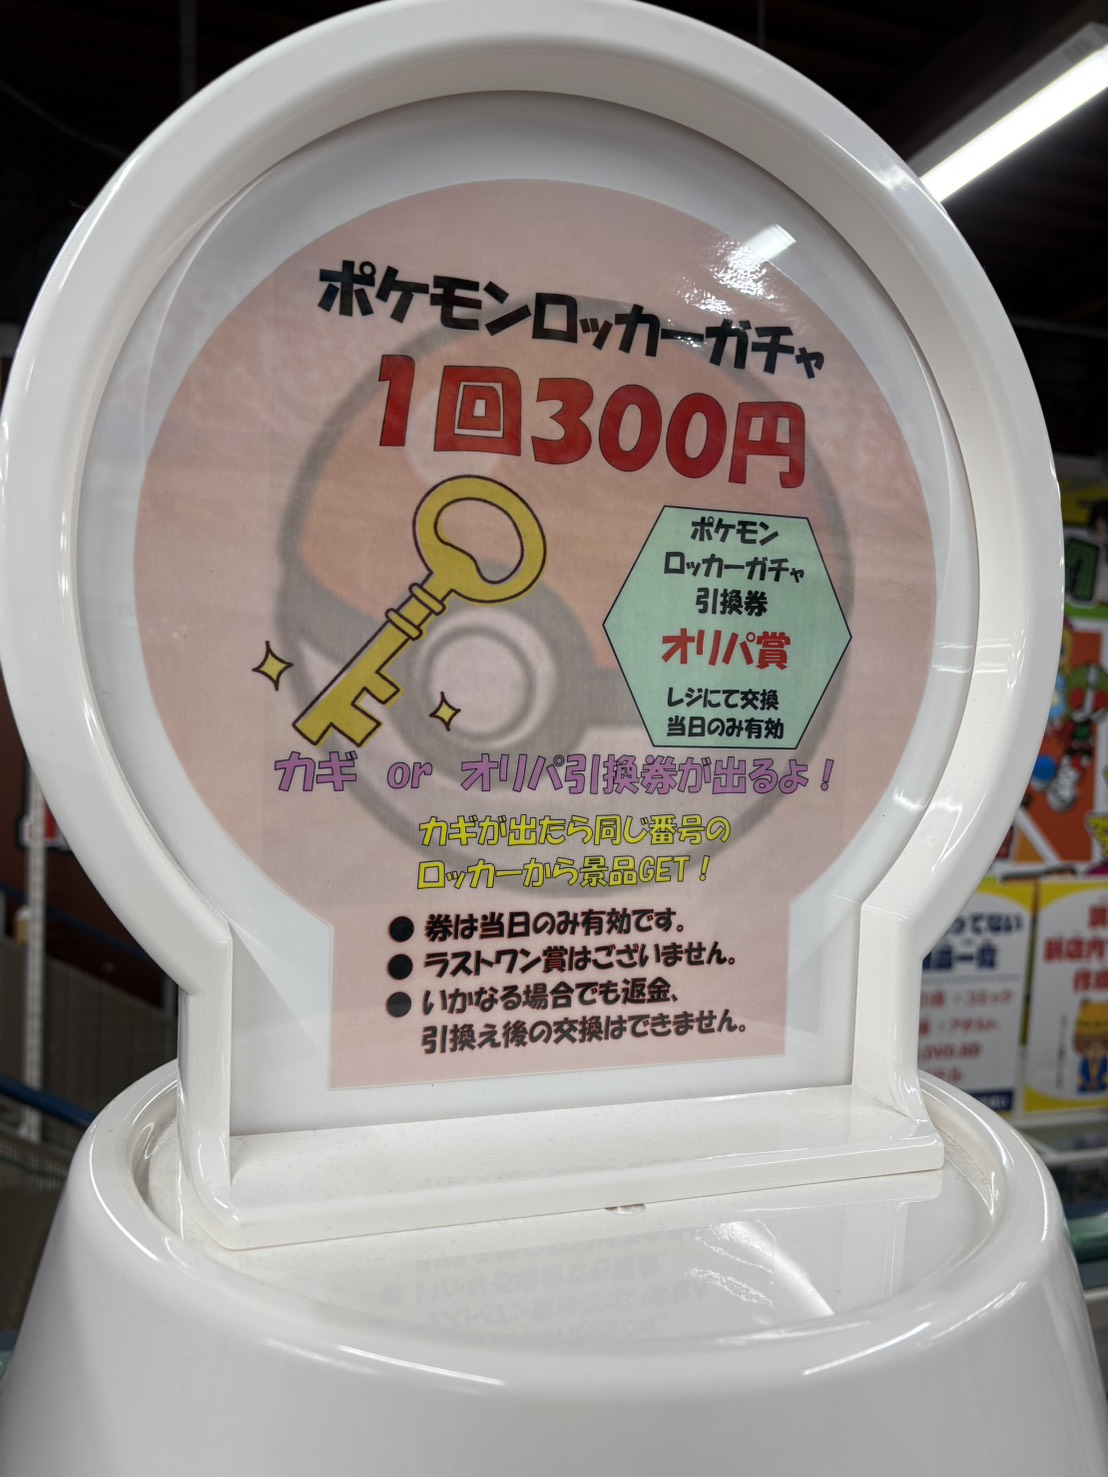 ポケモンロッカーガチャ
1回300円
ポケモン
ロッカーガチャ
引換券
オリパ賞
レジにて交換
当日のみ有効
カギ or オリパ引換券が出るよ！
カギが出たら同じ番号の
ロッカーから景品GET！
● 券は当日のみ有効です。
● ラストワン賞はございません。
● いかなる場合でも返金、
引換え後の交換はできません。